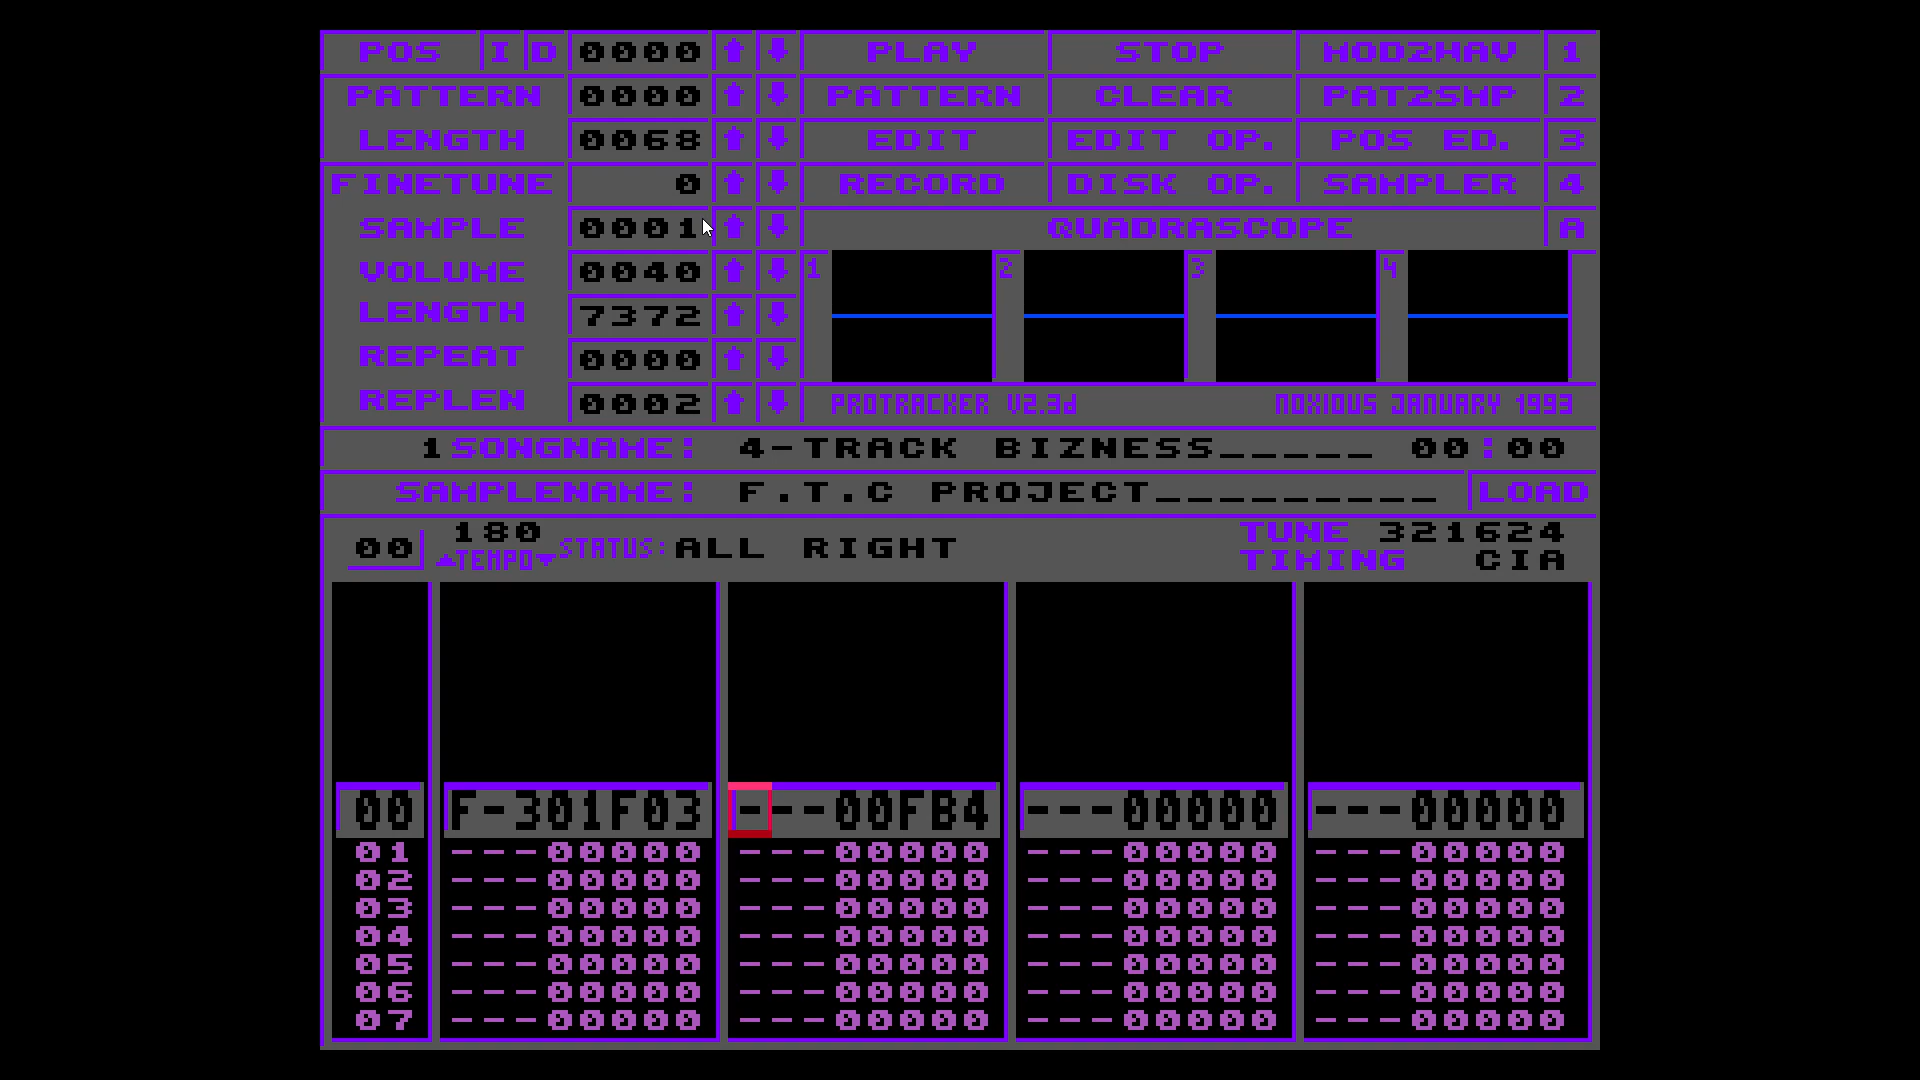 POS I D 0000 PLAY STOP MOD2WAV 1
PATTERN 0000 PATTERN CLEAR PAT2SMP 2
LENGTH 0068 EDIT EDIT OP. POS ED. 3
FINETUNE 0 RECORD DISK OP. SAMPLER 4
SAMPLE 0001 QUADRASCOPE A
VOLUME 0040 1 2 3 4
LENGTH 7372
REPEAT 0000
REPLEN 0002 PROTRACKER V2.3d NOXIOUS JANUARY 1993
1 SONGNAME: 4-TRACK BIZNESS_____ 00:00
SAMPLENAME: F.T.C PROJECT_________ LOAD
00 180 TEMPO STATUS: ALL RIGHT TUNE 321624
TIMING CIA
00 F-301F03 ---00FB4 ---00000 ---00000
01 ---00000 ---00000 ---00000 ---00000
02 ---00000 ---00000 ---00000 ---00000
03 ---00000 ---00000 ---00000 ---00000
04 ---00000 ---00000 ---00000 ---00000
05 ---00000 ---00000 ---00000 ---00000
06 ---00000 ---00000 ---00000 ---00000
07 ---00000 ---00000 ---00000 ---00000